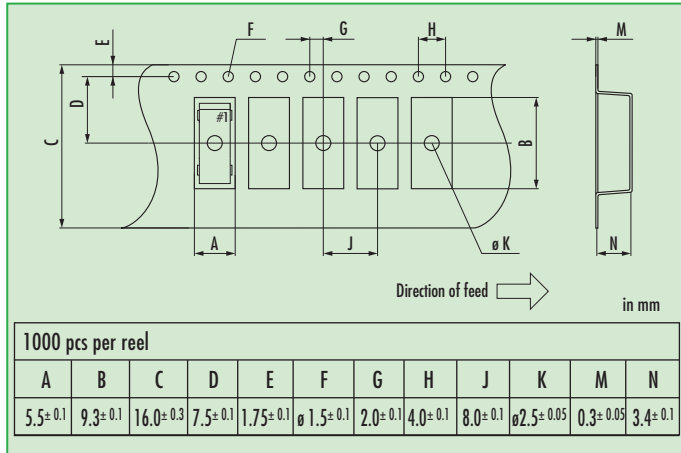 F G H M
E
D
C
#1
B
A J ø K N
Direction of feed
in mm
1000 pcs per reel
A B C D E F G H J K M N
5.5± 0.1 9.3± 0.1 16.0± 0.3 7.5± 0.1 1.75± 0.1 ø 1.5± 0.1 2.0± 0.1 4.0± 0.1 8.0± 0.1 ø2.5± 0.05 0.3± 0.05 3.4± 0.1